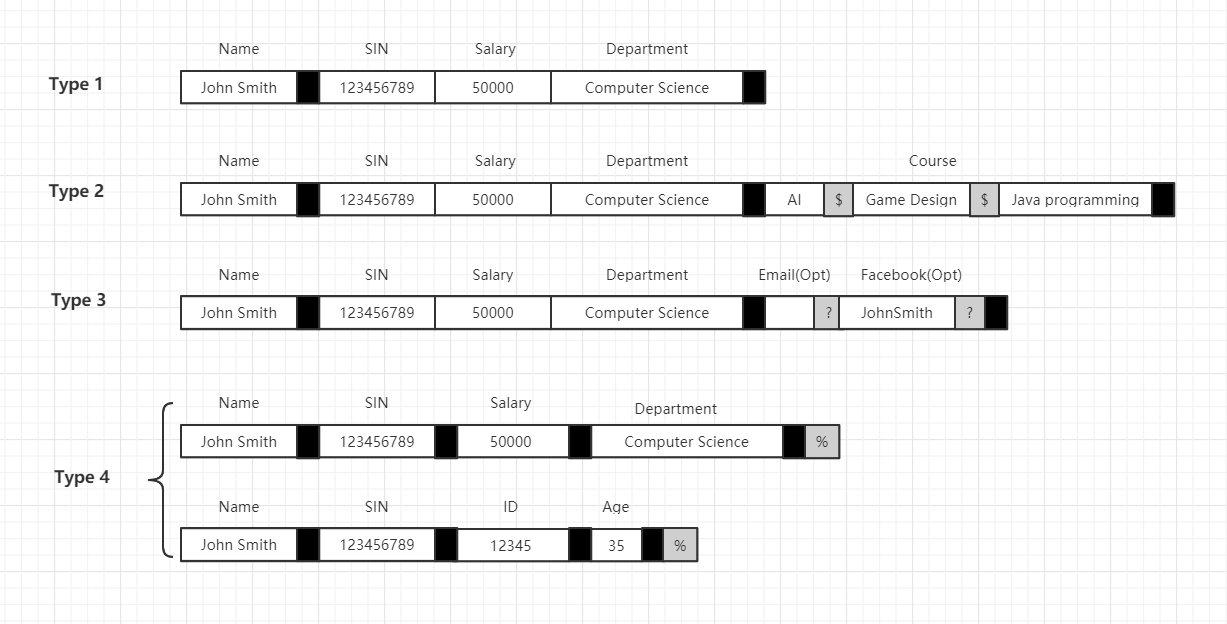 Name SIN Salary Department
Type 1 John Smith 123456789 50000 Computer Science
Name SIN Salary Department Course
Type 2 John Smith 123456789 50000 Computer Science AI $ Game Design $ Java programming
Name SIN Salary Department Email(Opt) Facebook(Opt)
Type 3 John Smith 123456789 50000 Computer Science ? JohnSmith ?
Name SIN Salary Department
John Smith 123456789 50000 Computer Science %
Type 4
Name SIN ID Age
John Smith 123456789 12345 35 %